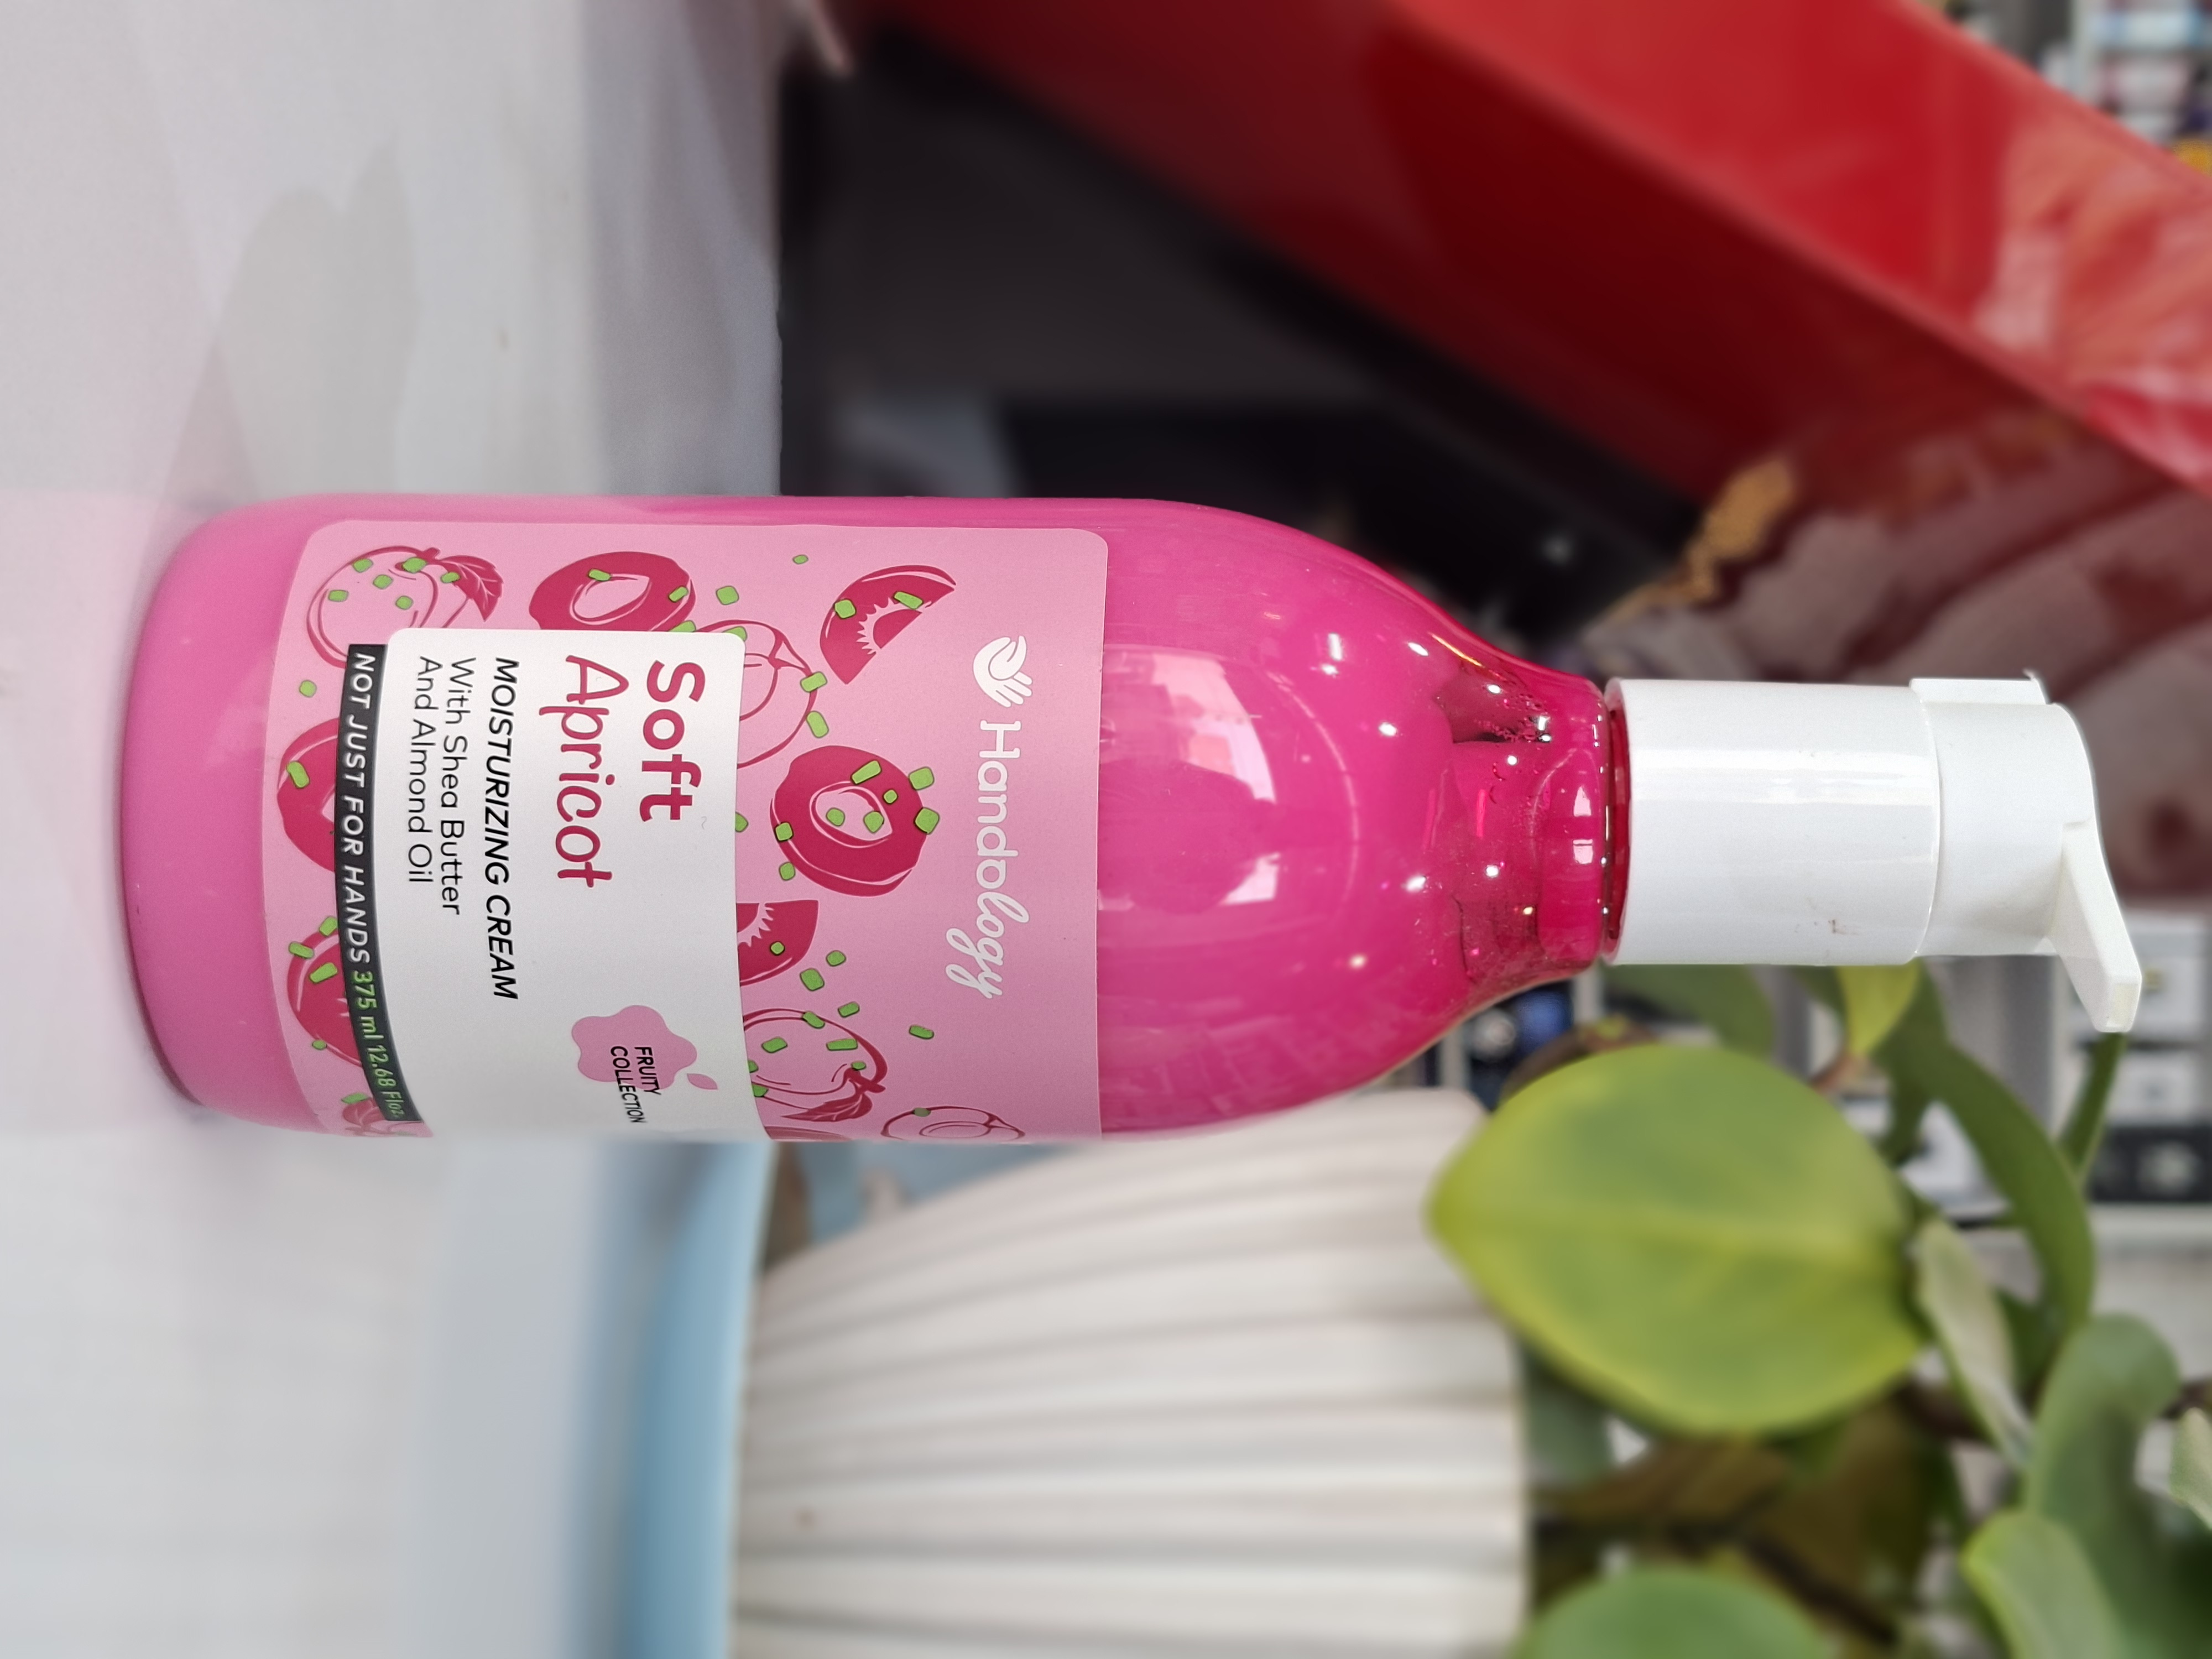 Handology
Soft
Apricot
FRUITY
COLLECTION
MOISTURIZING CREAM
With Shea Butter
And Almond Oil
NOT JUST FOR HANDS 375 ml 12.68 Floz